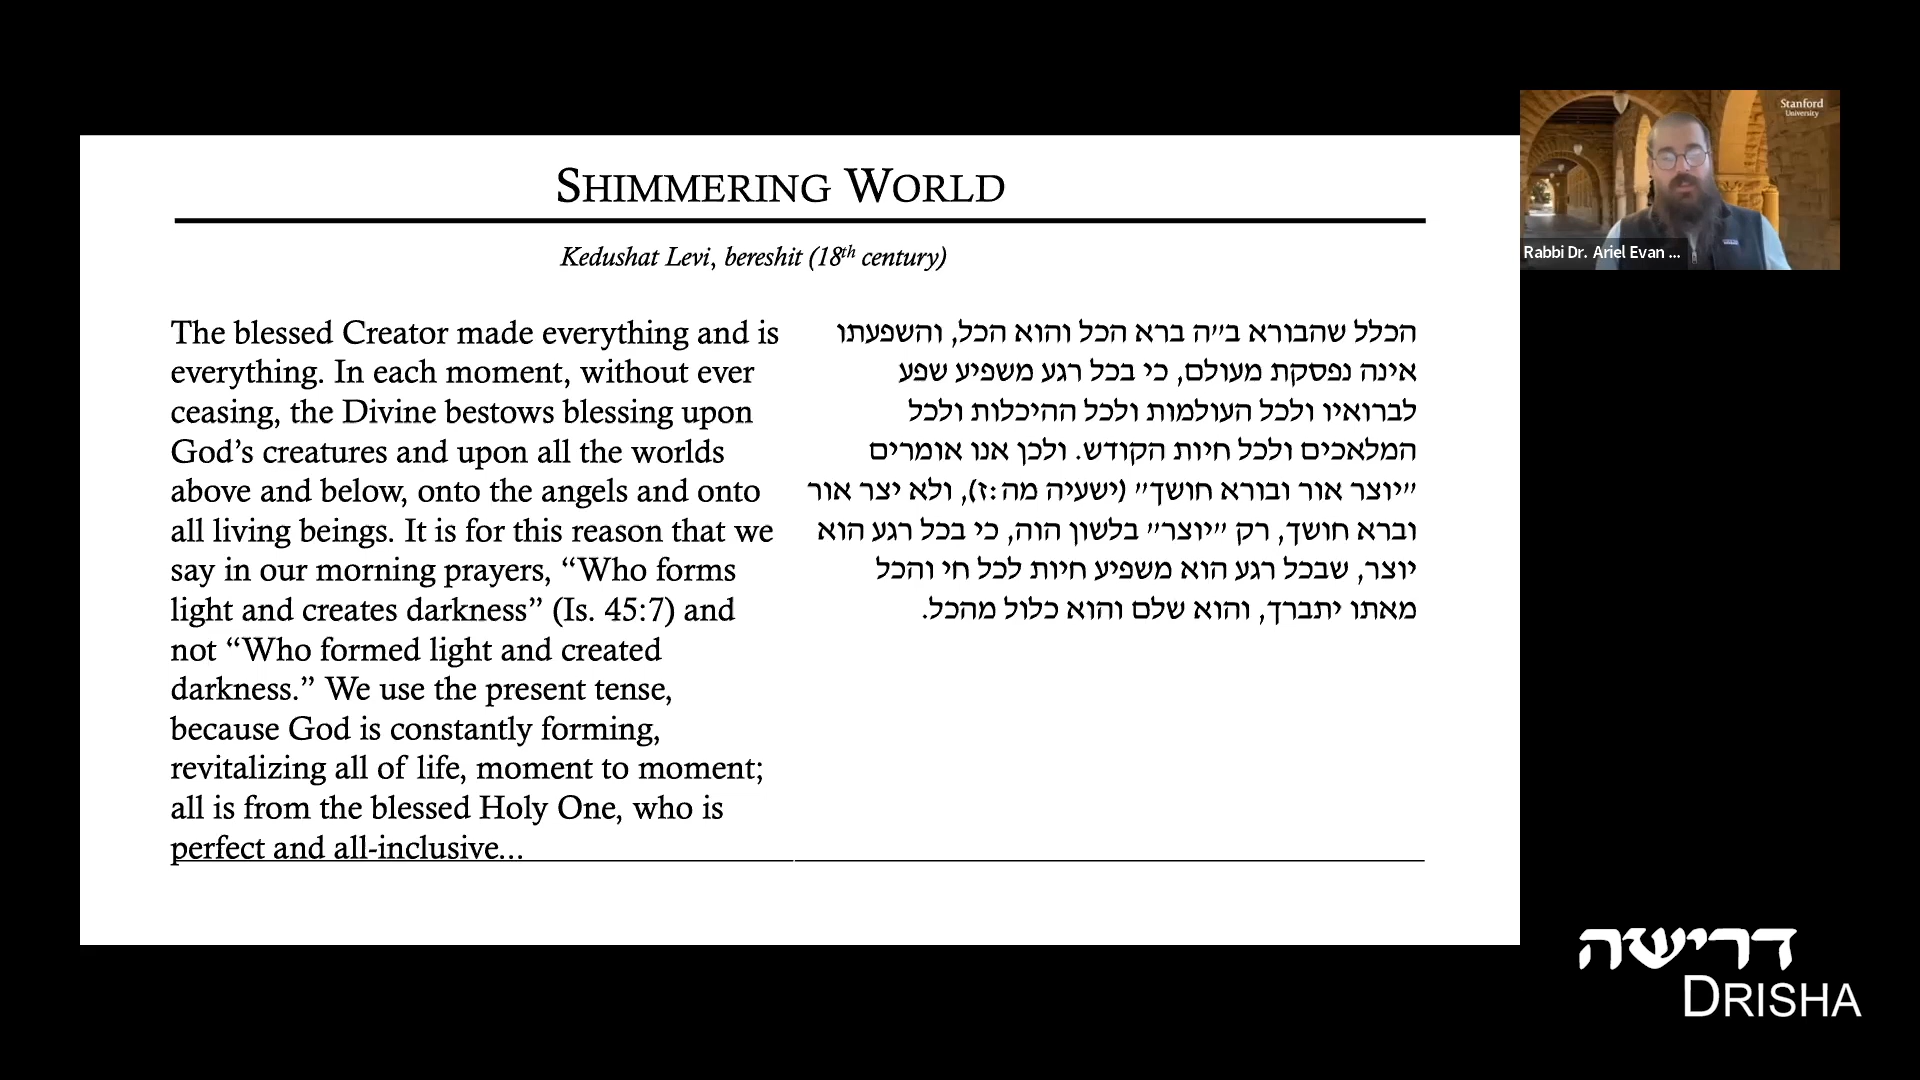 SHIMMERING WORLD
Kedushat Levi, bereshit (18th century)
The blessed Creator made everything and is
everything. In each moment, without ever
ceasing, the Divine bestows blessing upon
God’s creatures and upon all the worlds
above and below, onto the angels and onto
all living beings. It is for this reason that we
say in our morning prayers, “Who forms
light and creates darkness” (Is. 45:7) and
not “Who formed light and created
darkness.” We use the present tense,
because God is constantly forming,
revitalizing all of life, moment to moment;
all is from the blessed Holy One, who is
perfect and all-inclusive...
הכלל שהבורא ב״ה ברא הכל והוא הכל, והשפעתו
אינה נפסקת מעולם, כי בכל רגע משפיע שפע
לברואיו ולכל העולמות ולכל ההיכלות ולכל
המלאכים ולכל חיות הקודש. ולכן אנו אומרים
״יוצר אור ובורא חושך״ (ישעיה מה:ז), ולא יצר אור
וברא חושך, רק ״יוצר״ בלשון הוה, כי בכל רגע הוא
יוצר, שבכל רגע הוא משפיע חיות לכל חי והכל
מאתו יתברך, והוא שלם והוא כלול מהכל.
Stanford
University
Rabbi Dr. Ariel Evan ...
דרישה
DRISHA